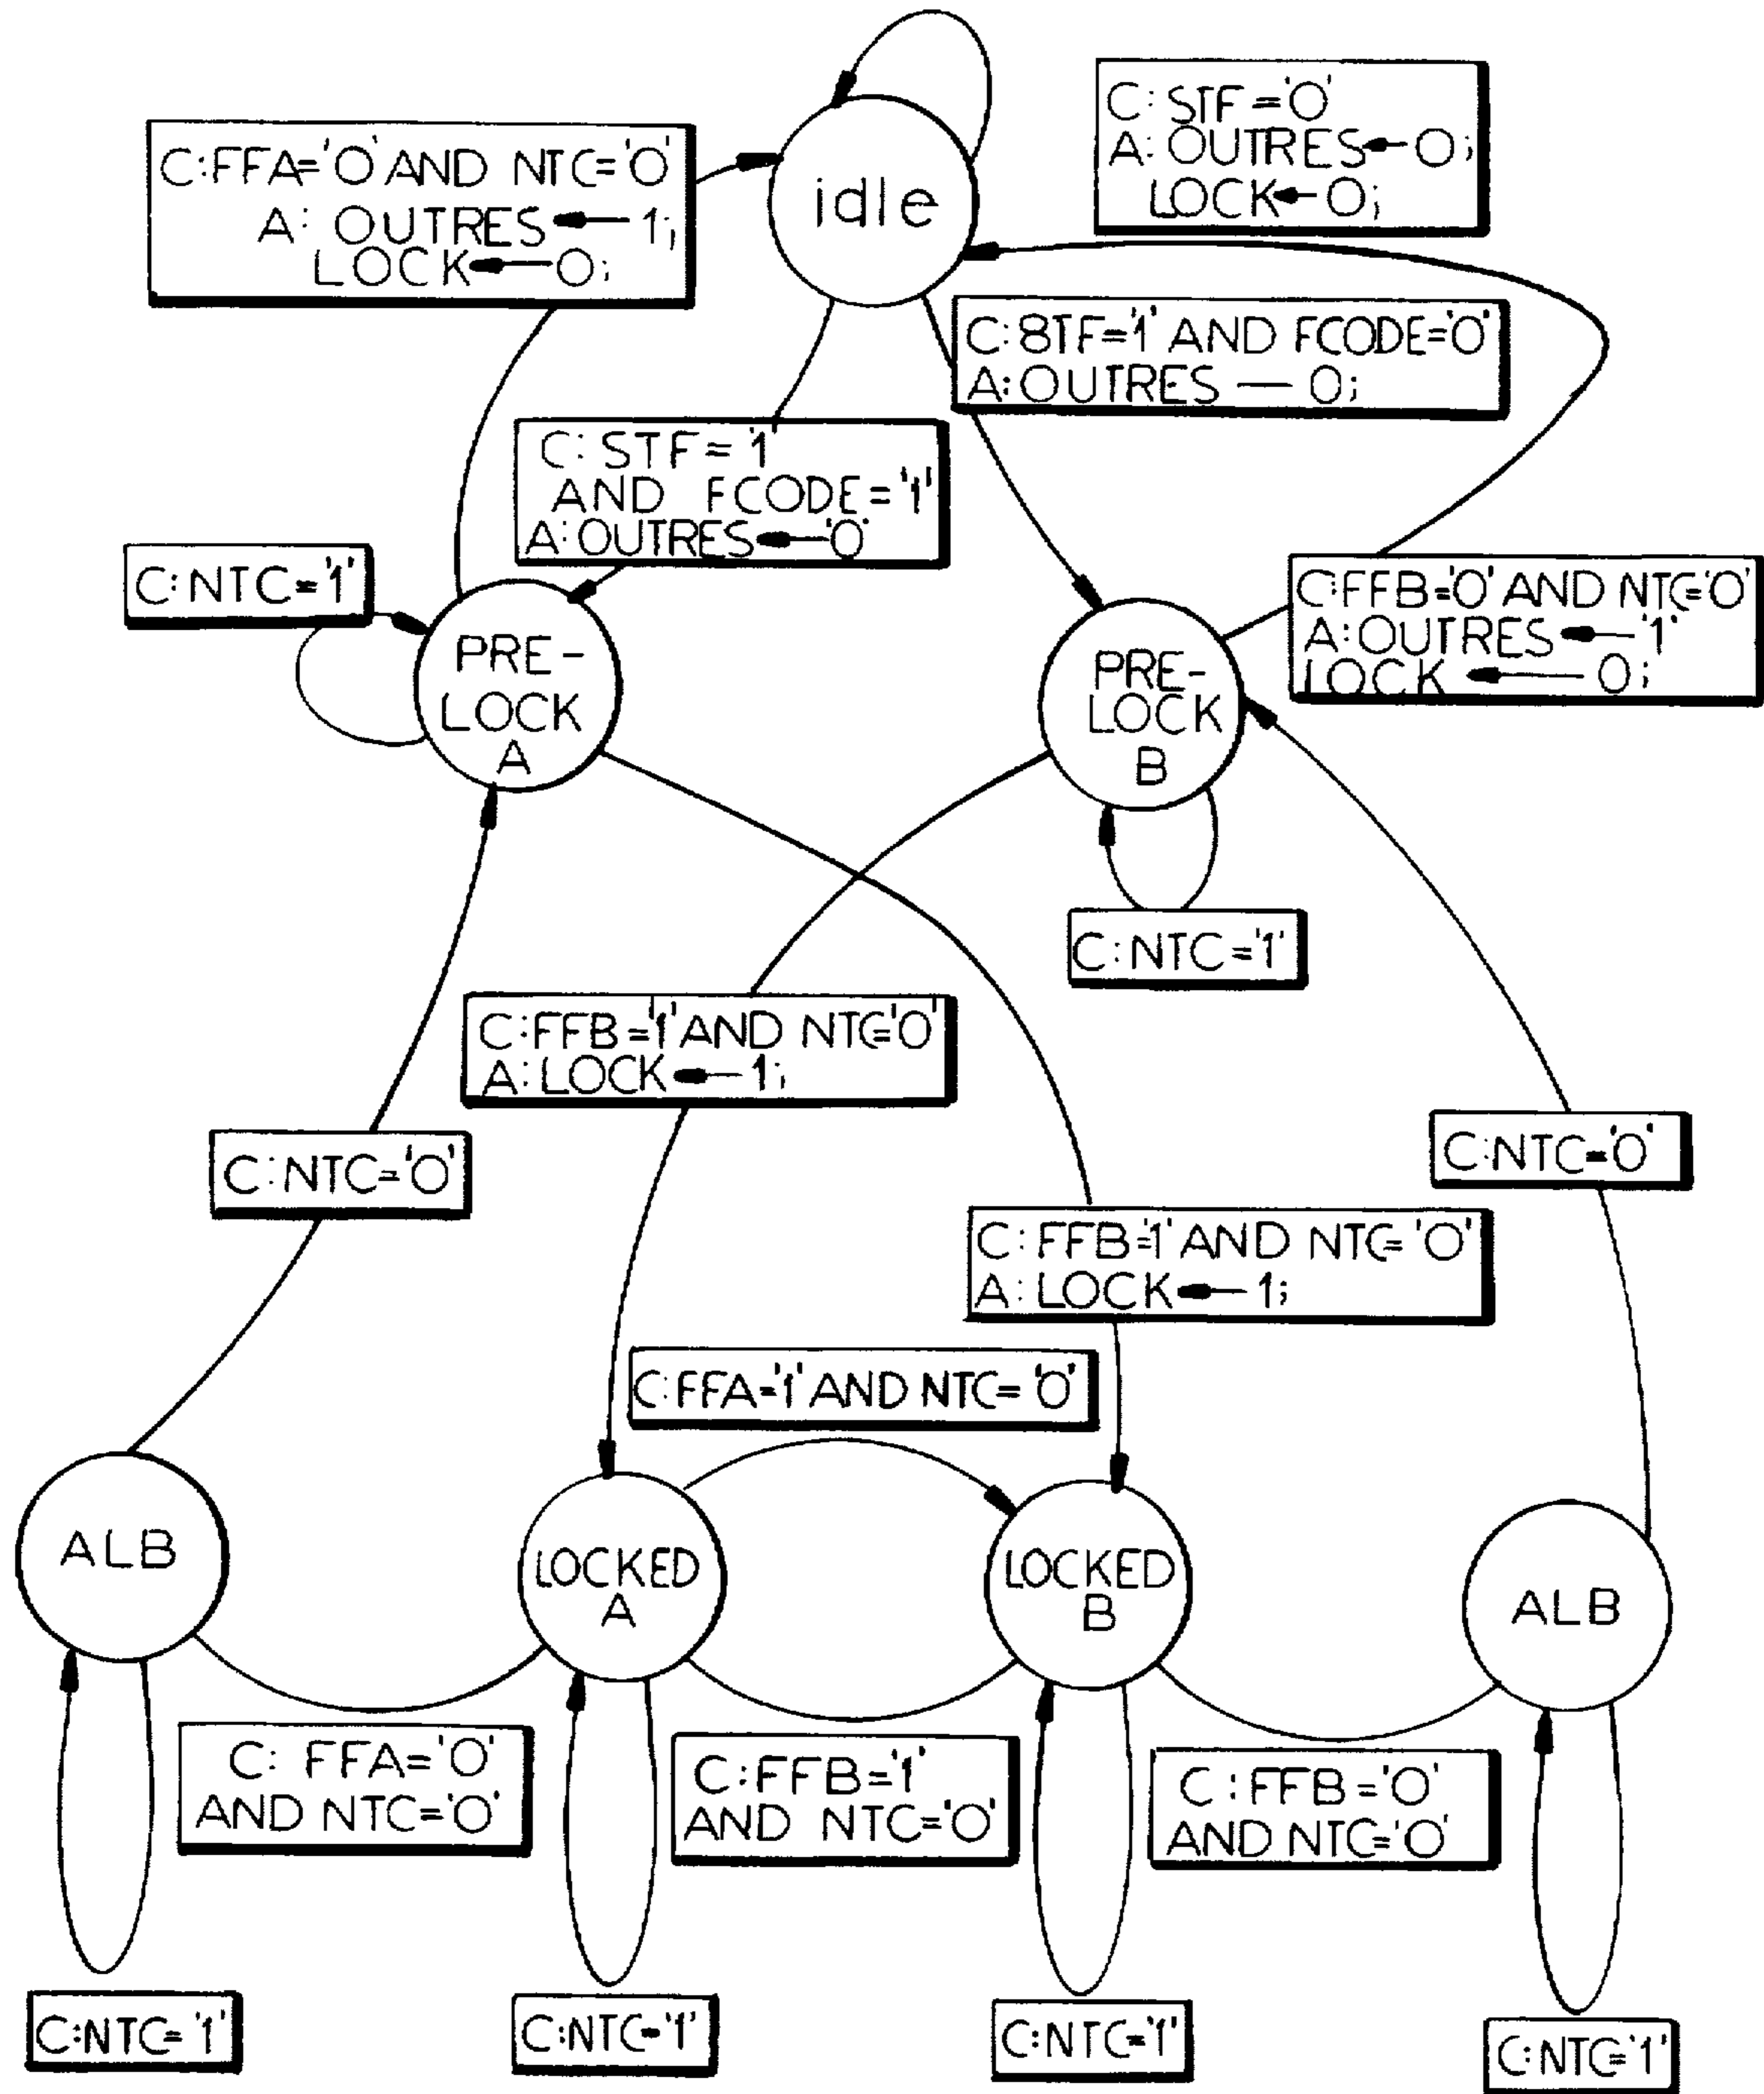 C: STF='0'
A: OUTRES←0;
LOCK←0;
C:FFA='0' AND NTC='0'
A: OUTRES←1;
LOCK←0;
idle
C:8TF='1' AND FCODE='0'
A:OUTRES — 0;
C: STF='1'
AND FCODE='1'
A:OUTRES←'0'
C:NTC='1'
C:FFB='0' AND NTC='0'
A:OUTRES←'1'
LOCK←0;
PRE-
LOCK
A
PRE-
LOCK
B
C:NTC='1'
C:FFB='1' AND NTC='0'
A:LOCK←1;
C:NTC='0'
C:NTC='0'
C:FFB='1' AND NTC='0'
A:LOCK←1;
C:FFA='1' AND NTC='0'
ALB
LOCKED
A
LOCKED
B
ALB
C: FFA='0'
AND NTC='0'
C:FFB='1'
AND NTC='0'
C:FFB='0'
AND NTC='0'
C:NTC='1'
C:NTC='1'
C:NTC='1'
C:NTC='1'